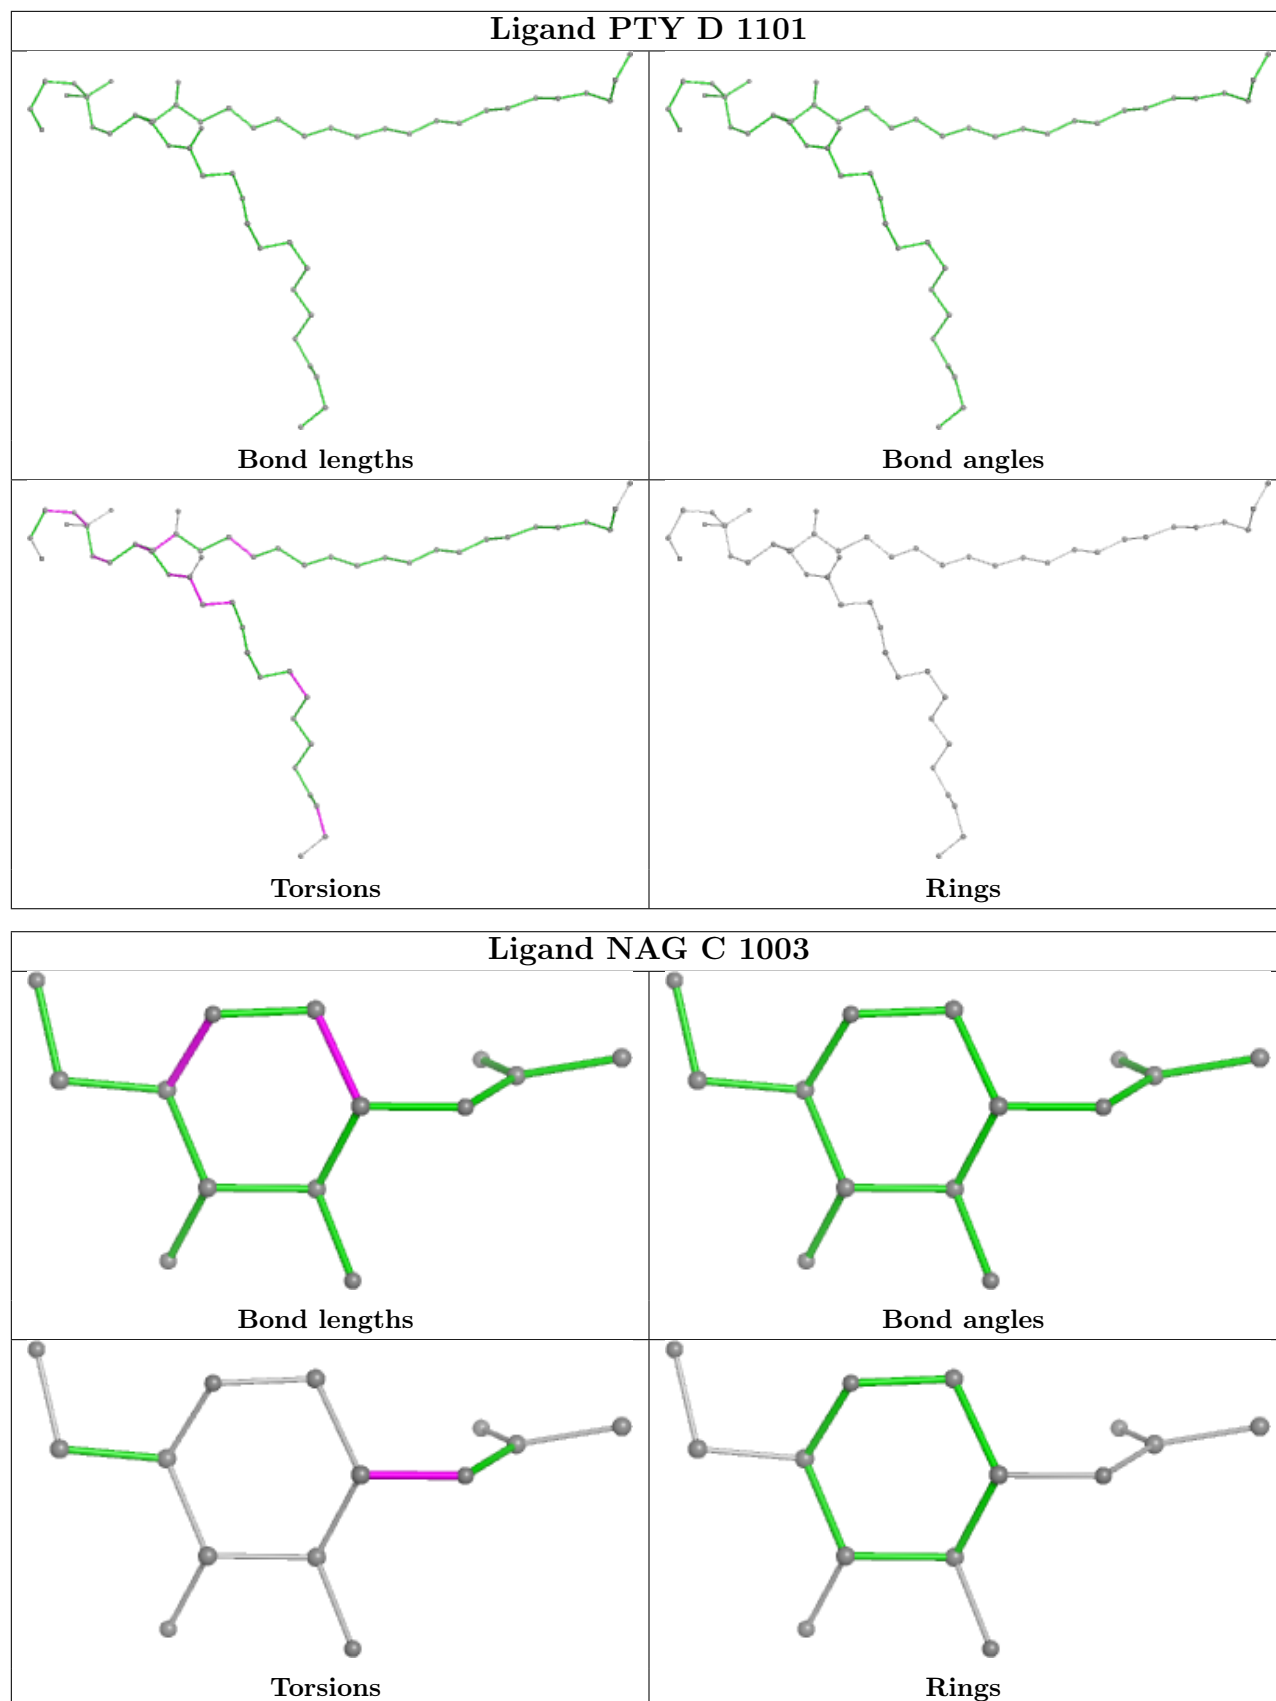 Ligand PTY D 1101
Bond lengths
Bond angles
Torsions
Rings
Ligand NAG C 1003
Bond lengths
Bond angles
Torsions
Rings